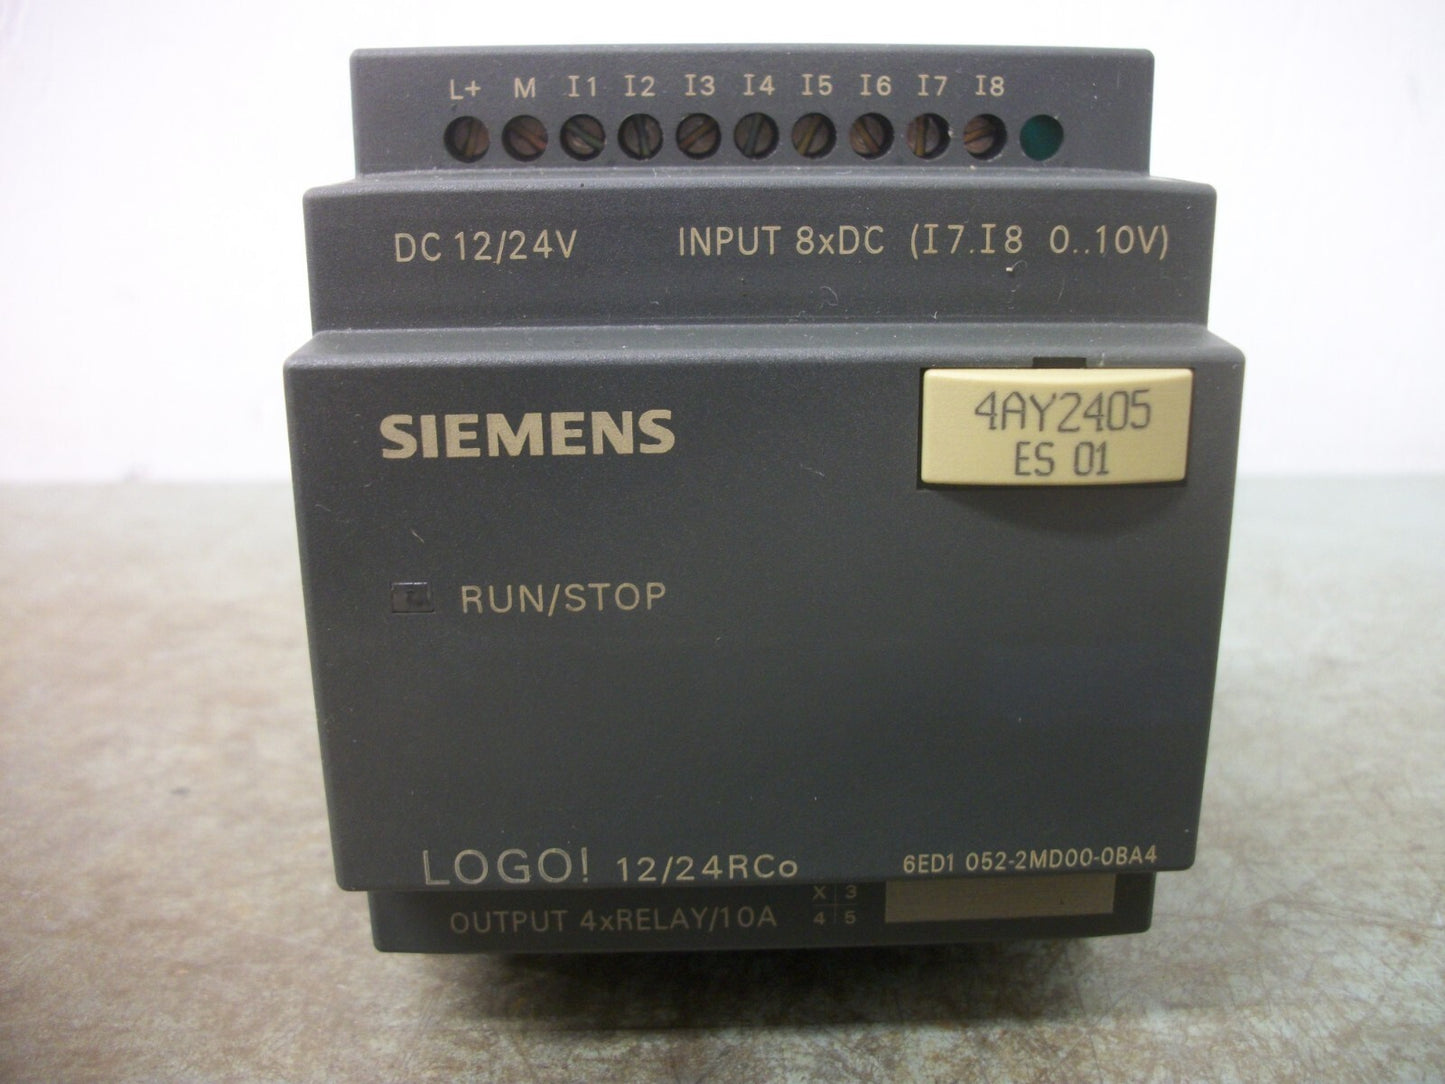 L+ M I1 I2 I3 I4 I5 I6 I7 I8
DC 12/24V INPUT 8xDC (I7.I8 0..10V)
4AY2405
ES 01
SIEMENS
RUN/STOP
LOGO! 12/24RCo 6ED1 052-2MD00-0BA4
X 3
OUTPUT 4xRELAY/10A 4 5